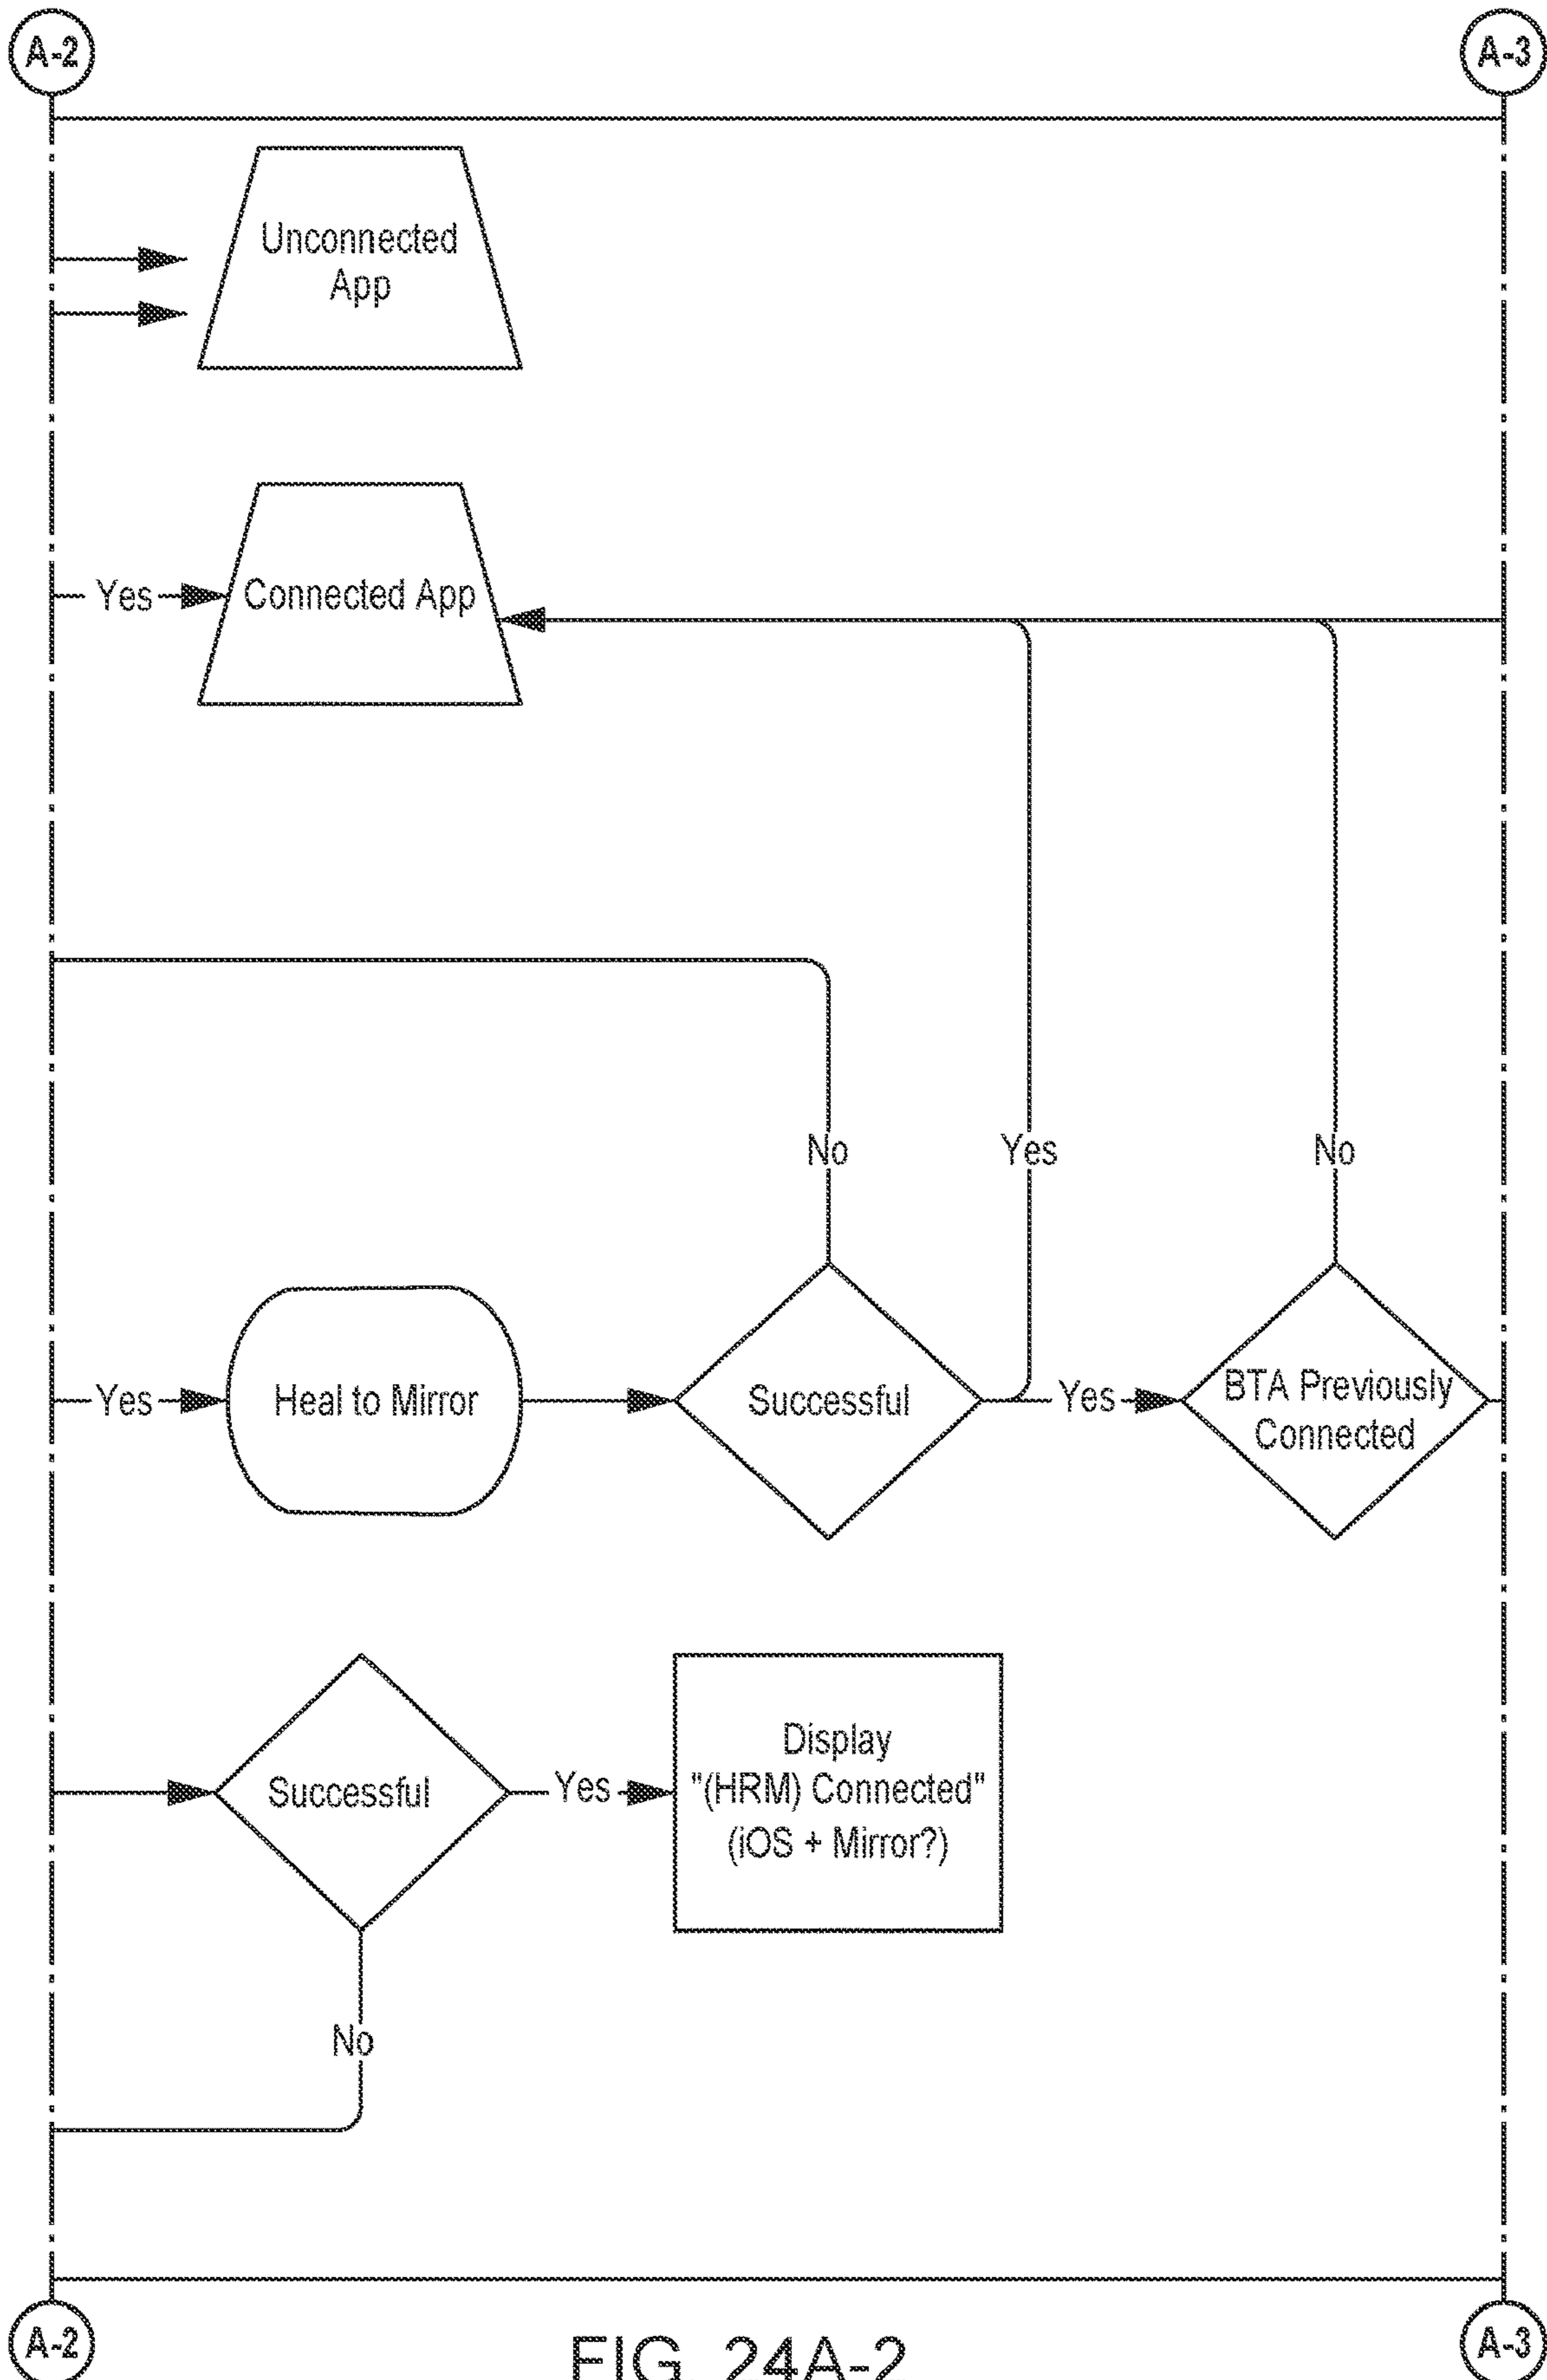 A-2
A-3
Unconnected
App
Yes
Connected App
No
Yes
No
Yes
Heal to Mirror
Successful
Yes
BTA Previously
Connected
Successful
Yes
Display
"(HRM) Connected"
(iOS + Mirror?)
No
A-2
FIG. 24A-2
A-3